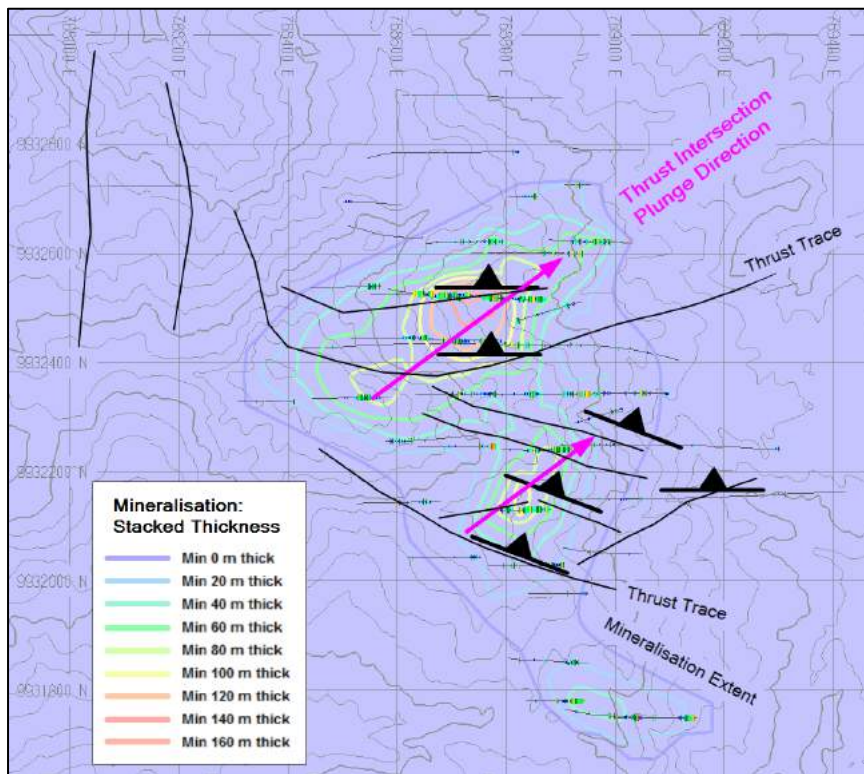 9932800 N
9932600 N
9932400 N
9932200 N
9932000 N
9931800 N
Thrust Intersection
Plunge Direction
Thrust Trace
Thrust Trace
Mineralisation Extent
Mineralisation:
Stacked Thickness
Min 0 m thick
Min 20 m thick
Min 40 m thick
Min 60 m thick
Min 80 m thick
Min 100 m thick
Min 120 m thick
Min 140 m thick
Min 160 m thick